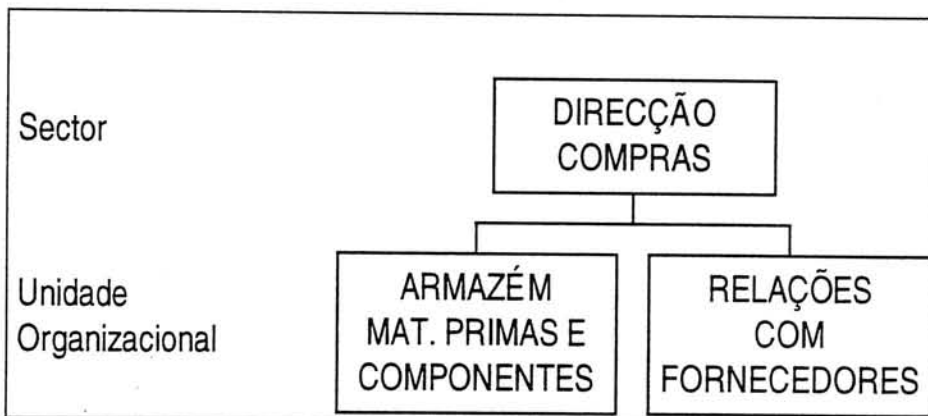 Sector
DIRECÇÃO
COMPRAS
Unidade
Organizacional
ARMAZÉM
MAT. PRIMAS E
COMPONENTES
RELAÇÕES
COM
FORNECEDORES